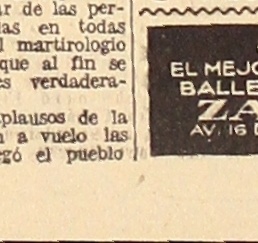 ar de las per-
as en todas
l martirologio
que al fin se
es verdadera-
plausos de la
a vuelo las
egó el pueblo
EL MEJO
BALLE
ZA
AV. 16 D